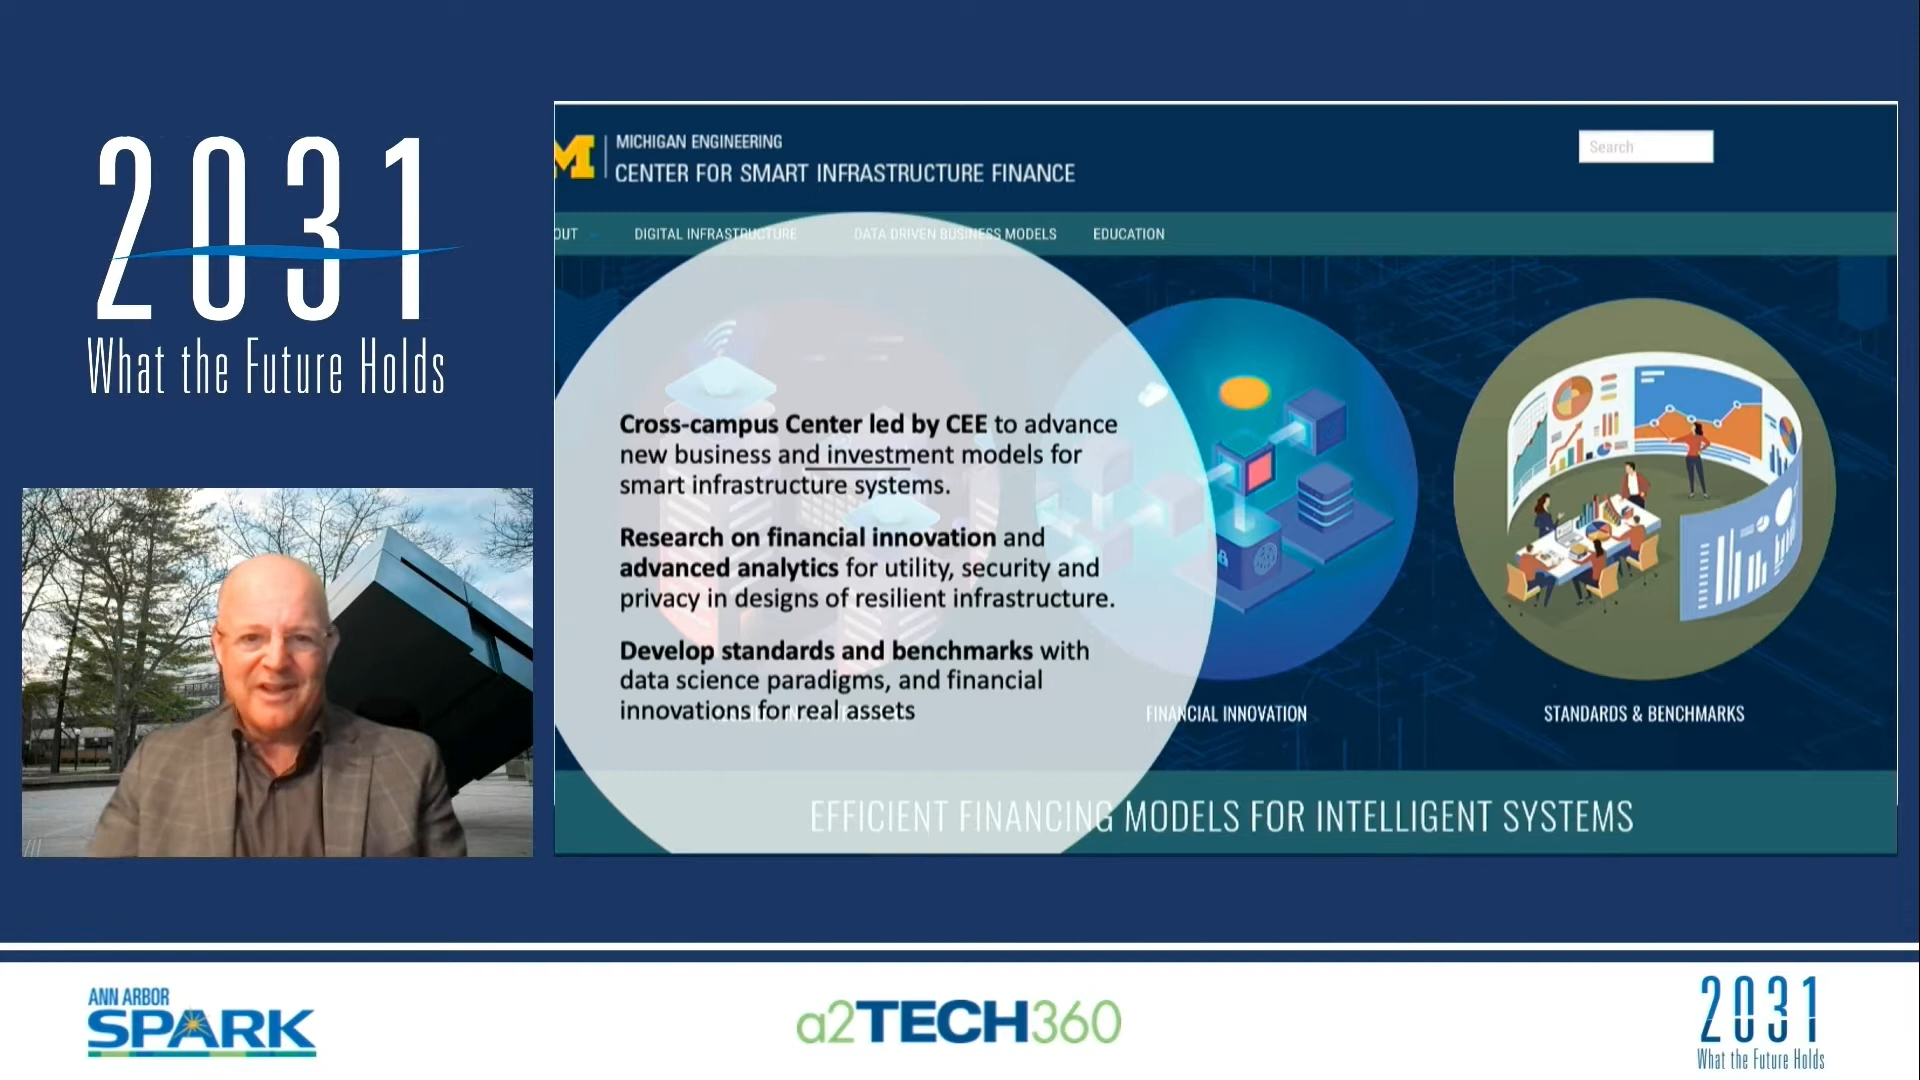 2031
What the Future Holds
MICHIGAN ENGINEERING
CENTER FOR SMART INFRASTRUCTURE FINANCE
Search
OUT
DIGITAL INFRASTRUCTURE
DATA DRIVEN BUSINESS MODELS
EDUCATION
Cross-campus Center led by CEE to advance
new business and investment models for
smart infrastructure systems.
Research on financial innovation and
advanced analytics for utility, security and
privacy in designs of resilient infrastructure.
Develop standards and benchmarks with
data science paradigms, and financial
innovations for real assets
FINANCIAL INNOVATION
STANDARDS & BENCHMARKS
EFFICIENT FINANCING MODELS FOR INTELLIGENT SYSTEMS
ANN ARBOR
SPARK
a2TECH360
2031
What the Future Holds